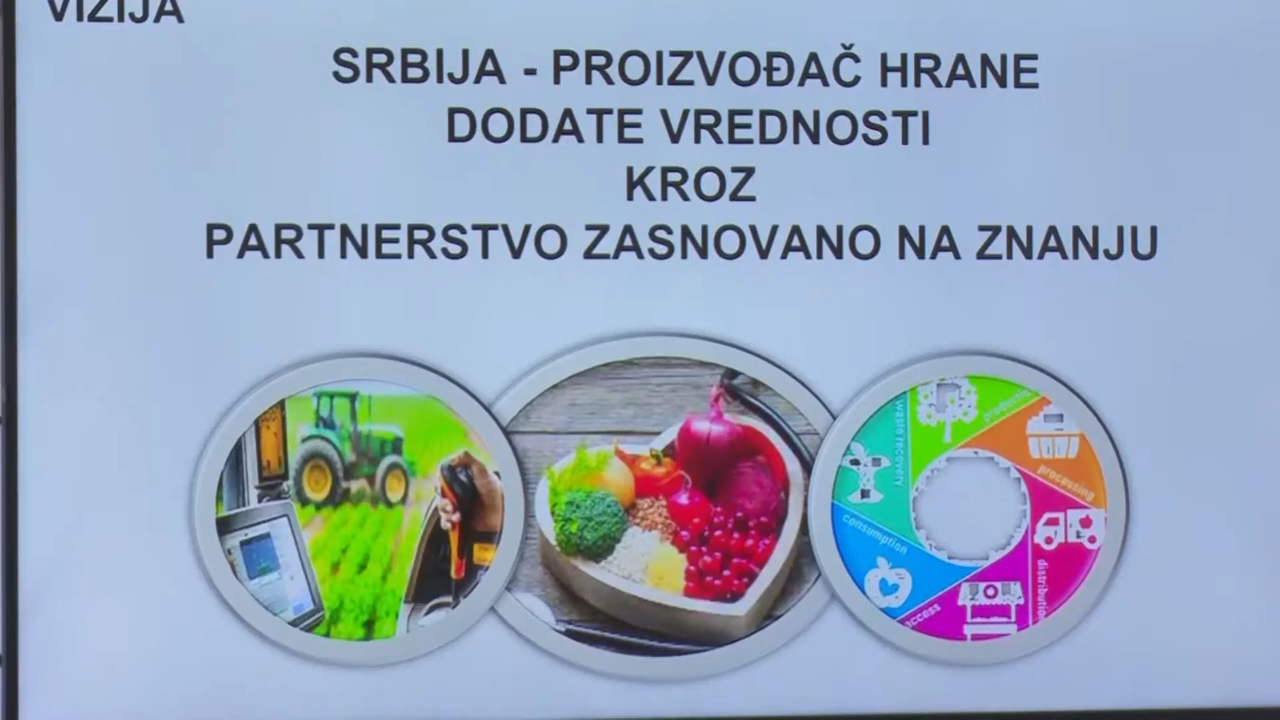 VIZIJA
SRBIJA - PROIZVOĐAČ HRANE
DODATE VREDNOSTI
KROZ
PARTNERSTVO ZASNOVANO NA ZNANJU
waste recovery
production
processing
distribution
access
consumption